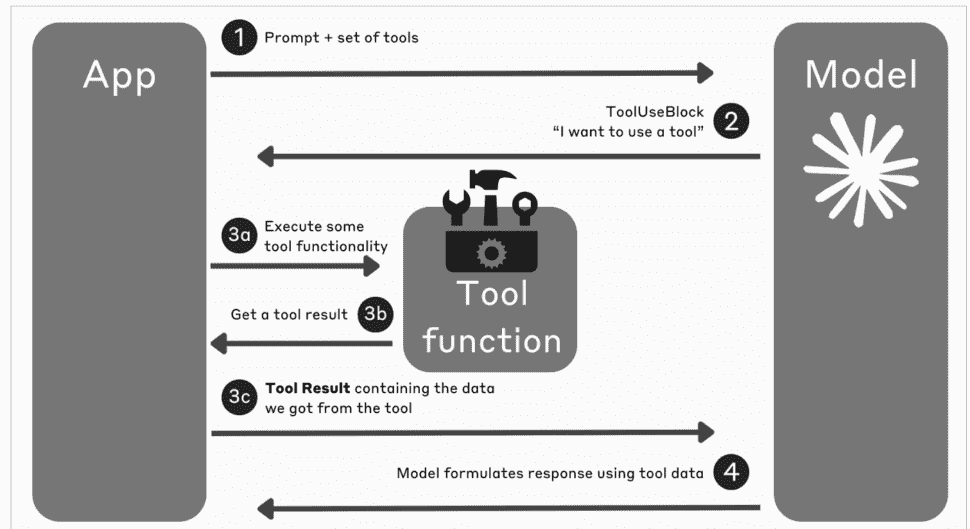 App
Model
1 Prompt + set of tools
ToolUseBlock
“I want to use a tool”
2
3a
Execute some
tool functionality
Tool
function
Get a tool result 3b
3c
Tool Result containing the data
we got from the tool
Model formulates response using tool data 4